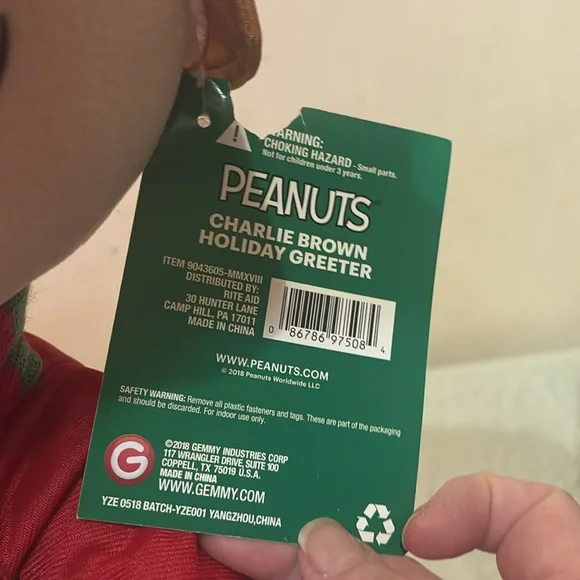 WARNING:
CHOKING HAZARD - Small parts.
Not for children under 3 years.
PEANUTS
CHARLIE BROWN
HOLIDAY GREETER
ITEM 9043605-MMXVIII
DISTRIBUTED BY:
RITE AID
30 HUNTER LANE
CAMP HILL, PA 17011
MADE IN CHINA
0 86786 97508 4
WWW.PEANUTS.COM
© 2018 Peanuts Worldwide LLC
SAFETY WARNING: Remove all plastic fasteners and tags. These are part of the packaging
and should be discarded. For indoor use only.
G
©2018 GEMMY INDUSTRIES CORP
117 WRANGLER DRIVE, SUITE 100
COPPELL, TX 75019 U.S.A.
MADE IN CHINA
WWW.GEMMY.COM
YZE 0518 BATCH-YZE001 YANGZHOU,CHINA